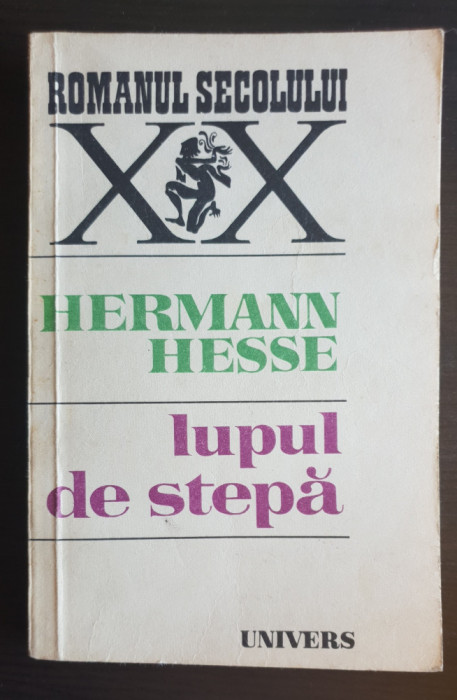 ROMANUL SECOLULUI
XX
HERMANN
HESSE
lupul
de stepă
UNIVERS